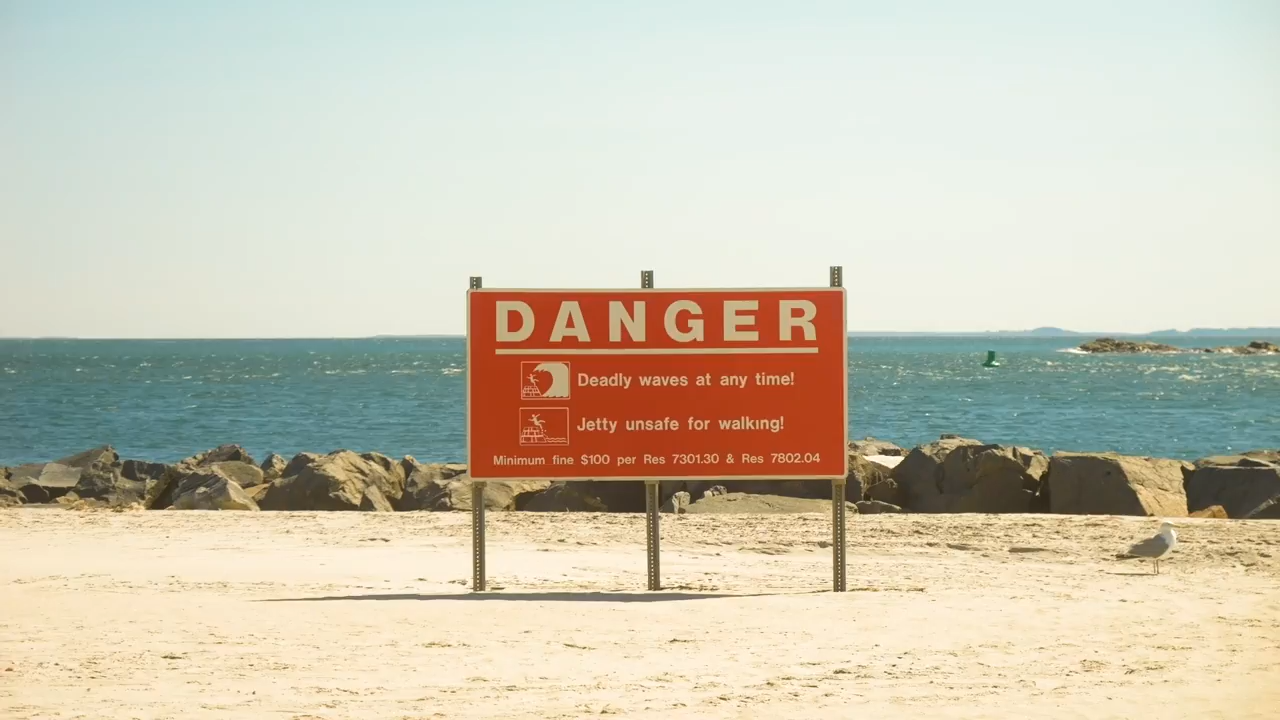 DANGER
Deadly waves at any time!
Jetty unsafe for walking!
Minimum fine $100 per Res 7301.30 & Res 7802.04